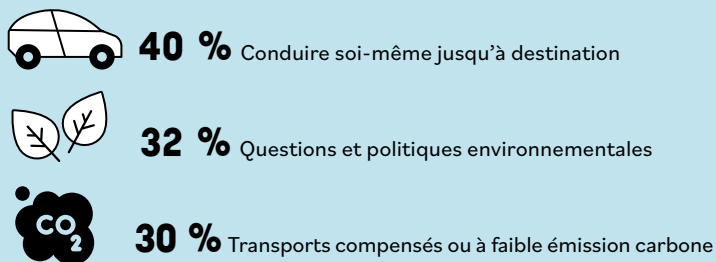 40 % Conduire soi-même jusqu’à destination
32 % Questions et politiques environnementales
CO2
30 % Transports compensés ou à faible émission carbone